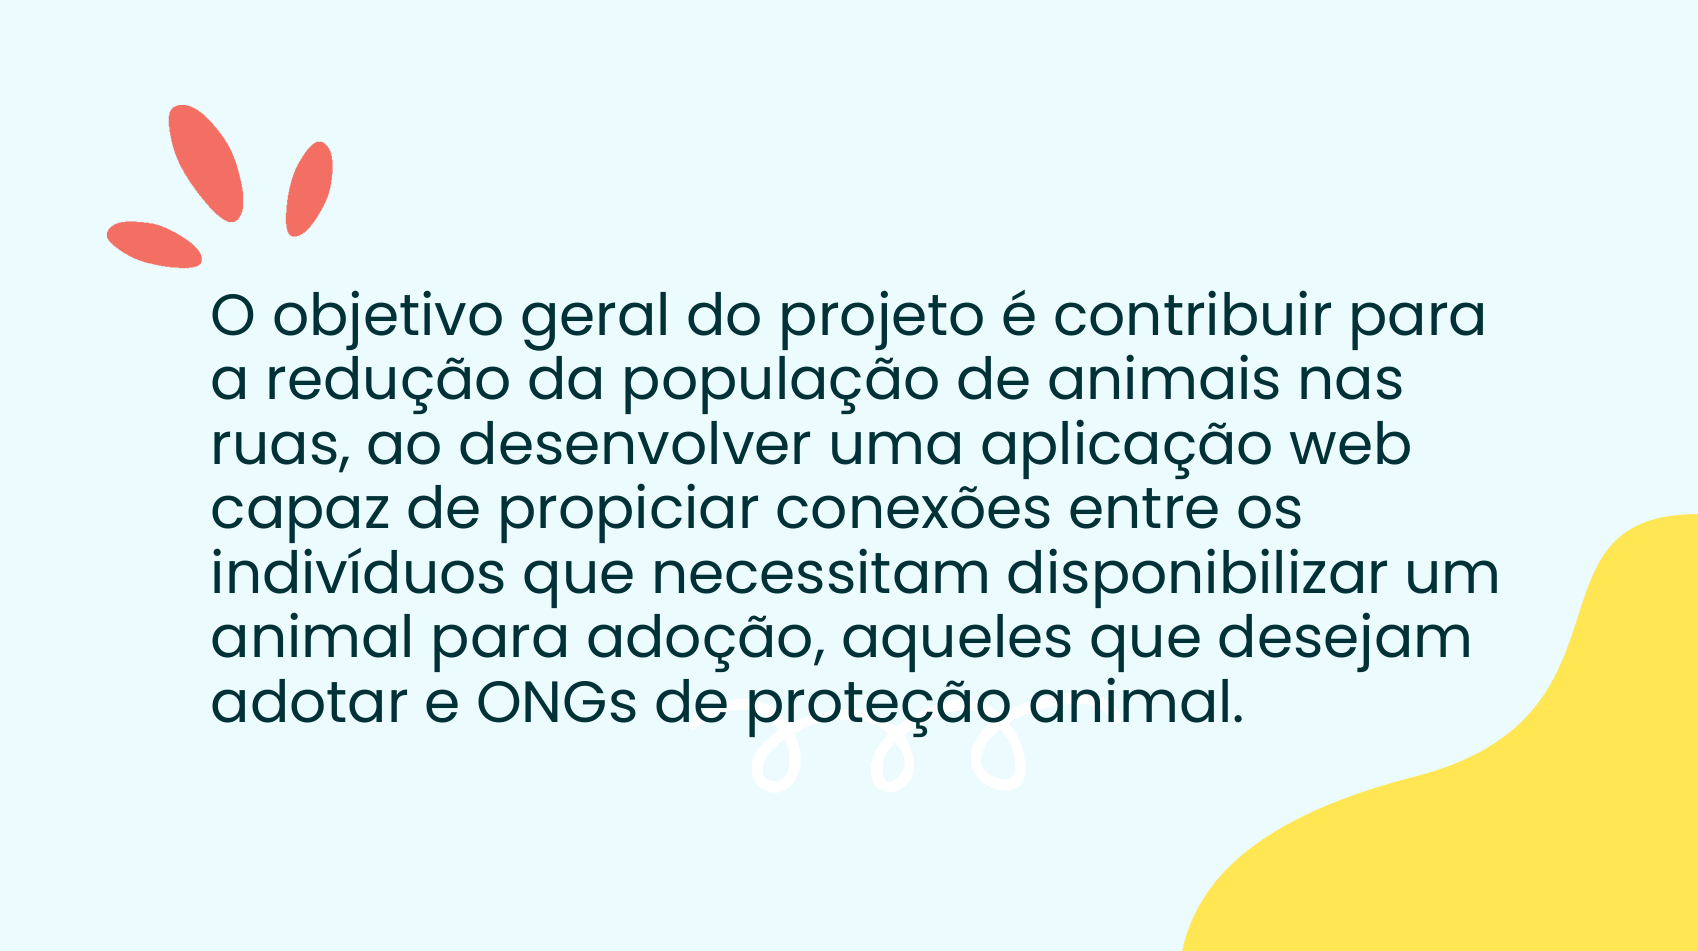 O objetivo geral do projeto é contribuir para
a redução da população de animais nas
ruas, ao desenvolver uma aplicação web
capaz de propiciar conexões entre os
indivíduos que necessitam disponibilizar um
animal para adoção, aqueles que desejam
adotar e ONGs de proteção animal.